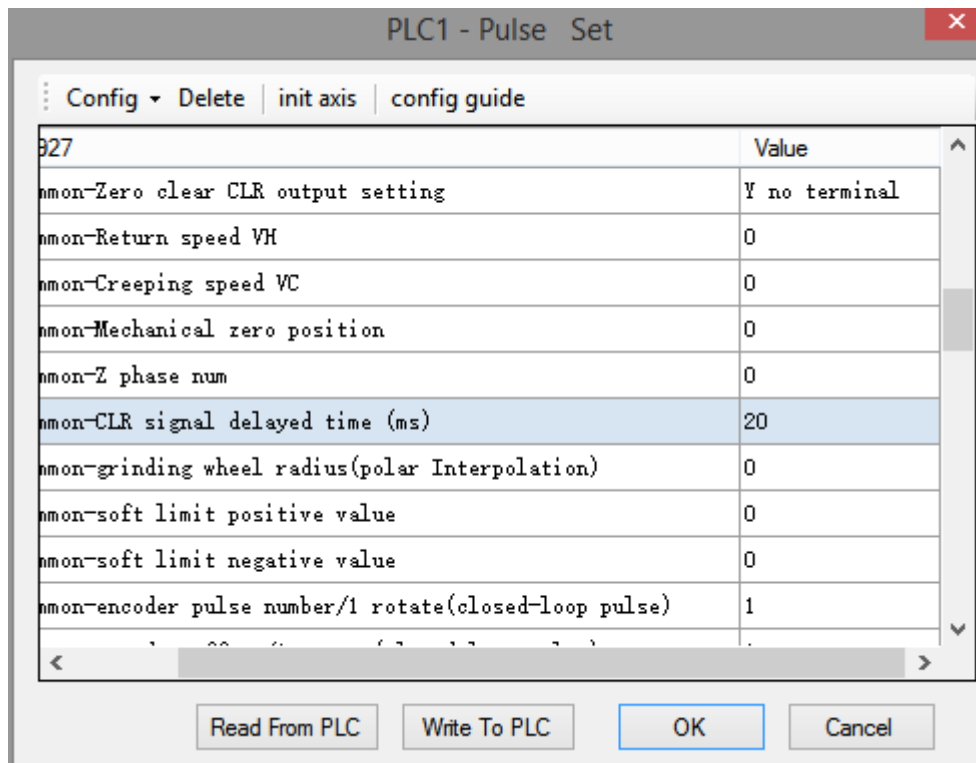 PLC1 - Pulse Set
Config Delete init axis config guide
927 Value
mmon-Zero clear CLR output setting Y no terminal
mmon-Return speed VH 0
mmon-Creeping speed VC 0
mmon-Mechanical zero position 0
mmon-Z phase num 0
mmon-CLR signal delayed time (ms) 20
mmon-grinding wheel radius(polar Interpolation) 0
mmon-soft limit positive value 0
mmon-soft limit negative value 0
mmon-encoder pulse number/1 rotate(closed-loop pulse) 1
Read From PLC Write To PLC OK Cancel